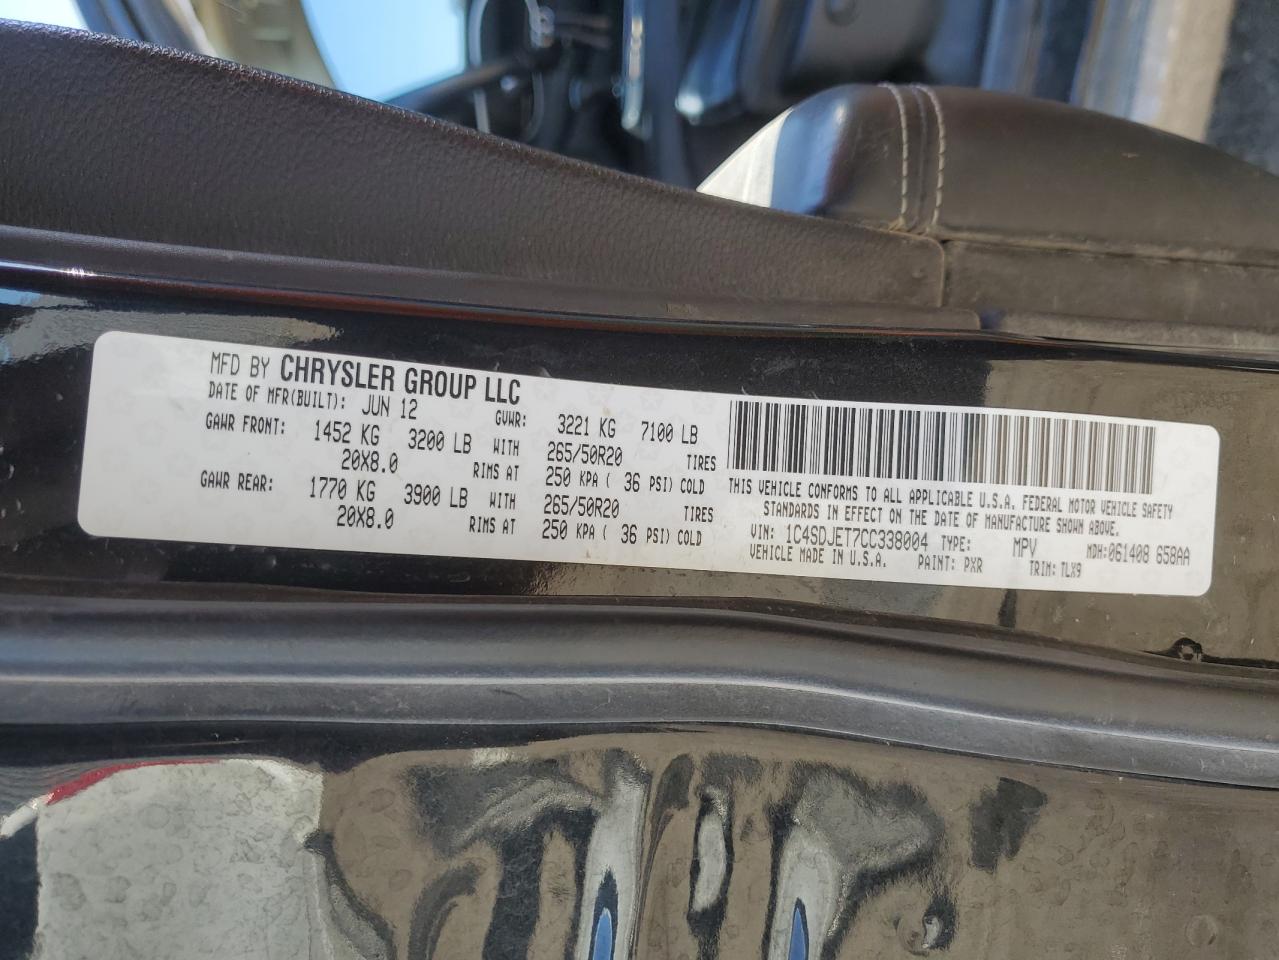 MFD BY CHRYSLER GROUP LLC
DATE OF MFR(BUILT): JUN 12 GVWR: 3221 KG 7100 LB
GAWR FRONT: 1452 KG 3200 LB WITH 265/50R20 TIRES
20X8.0 RIMS AT 250 KPA ( 36 PSI) COLD
GAWR REAR: 1770 KG 3900 LB WITH 265/50R20 TIRES
20X8.0 RIMS AT 250 KPA ( 36 PSI) COLD
THIS VEHICLE CONFORMS TO ALL APPLICABLE U.S.A. FEDERAL MOTOR VEHICLE SAFETY
STANDARDS IN EFFECT ON THE DATE OF MANUFACTURE SHOWN ABOVE.
VIN: 1C4SDJET7CC338004 TYPE: MPV MDH:061408 658AA
VEHICLE MADE IN U.S.A. PAINT: PXR TRIM: TLX9